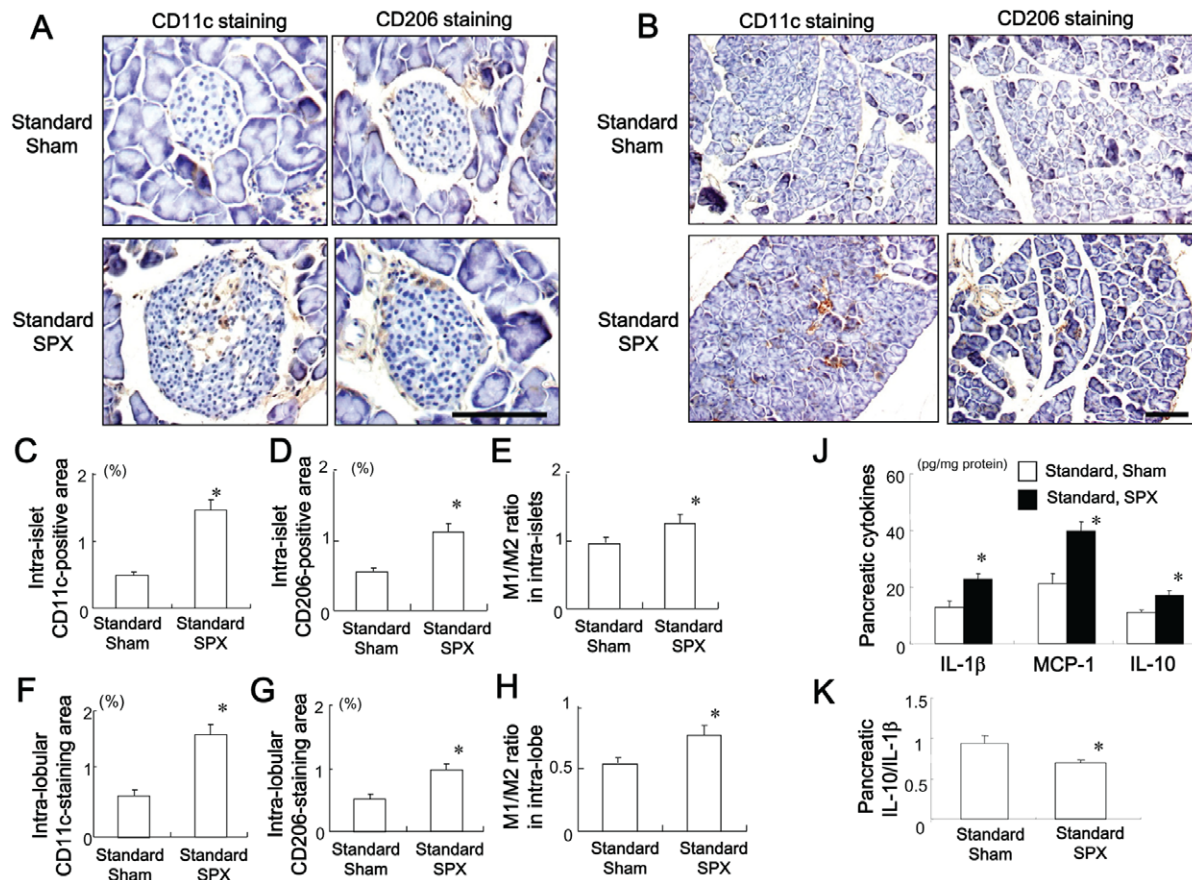 A
CD11c staining
CD206 staining
Standard
Sham
Standard
SPX
B
CD11c staining
CD206 staining
Standard
Sham
Standard
SPX
C
(%)
Intra-islet
CD11c-positive area
2
1
0
Standard
Sham
Standard
SPX
*
D
(%)
Intra-islet
CD206-positive area
2
1
0
Standard
Sham
Standard
SPX
*
E
M1/M2 ratio
in intra-islets
2
1
0
Standard
Sham
Standard
SPX
*
F
(%)
Intra-lobular
CD11c-staining area
2
1
0
Standard
Sham
Standard
SPX
*
G
(%)
Intra-lobular
CD206-staining area
2
1
0
Standard
Sham
Standard
SPX
*
H
M1/M2 ratio
in intra-lobe
1
0.5
0
Standard
Sham
Standard
SPX
*
J
(pg/mg protein)
Standard, Sham
Standard, SPX
Pancreatic cytokines
60
40
20
0
*
*
*
IL-1β
MCP-1
IL-10
K
Pancreatic
IL-10/IL-1β
1.5
1
0.5
0
*
Standard
Sham
Standard
SPX